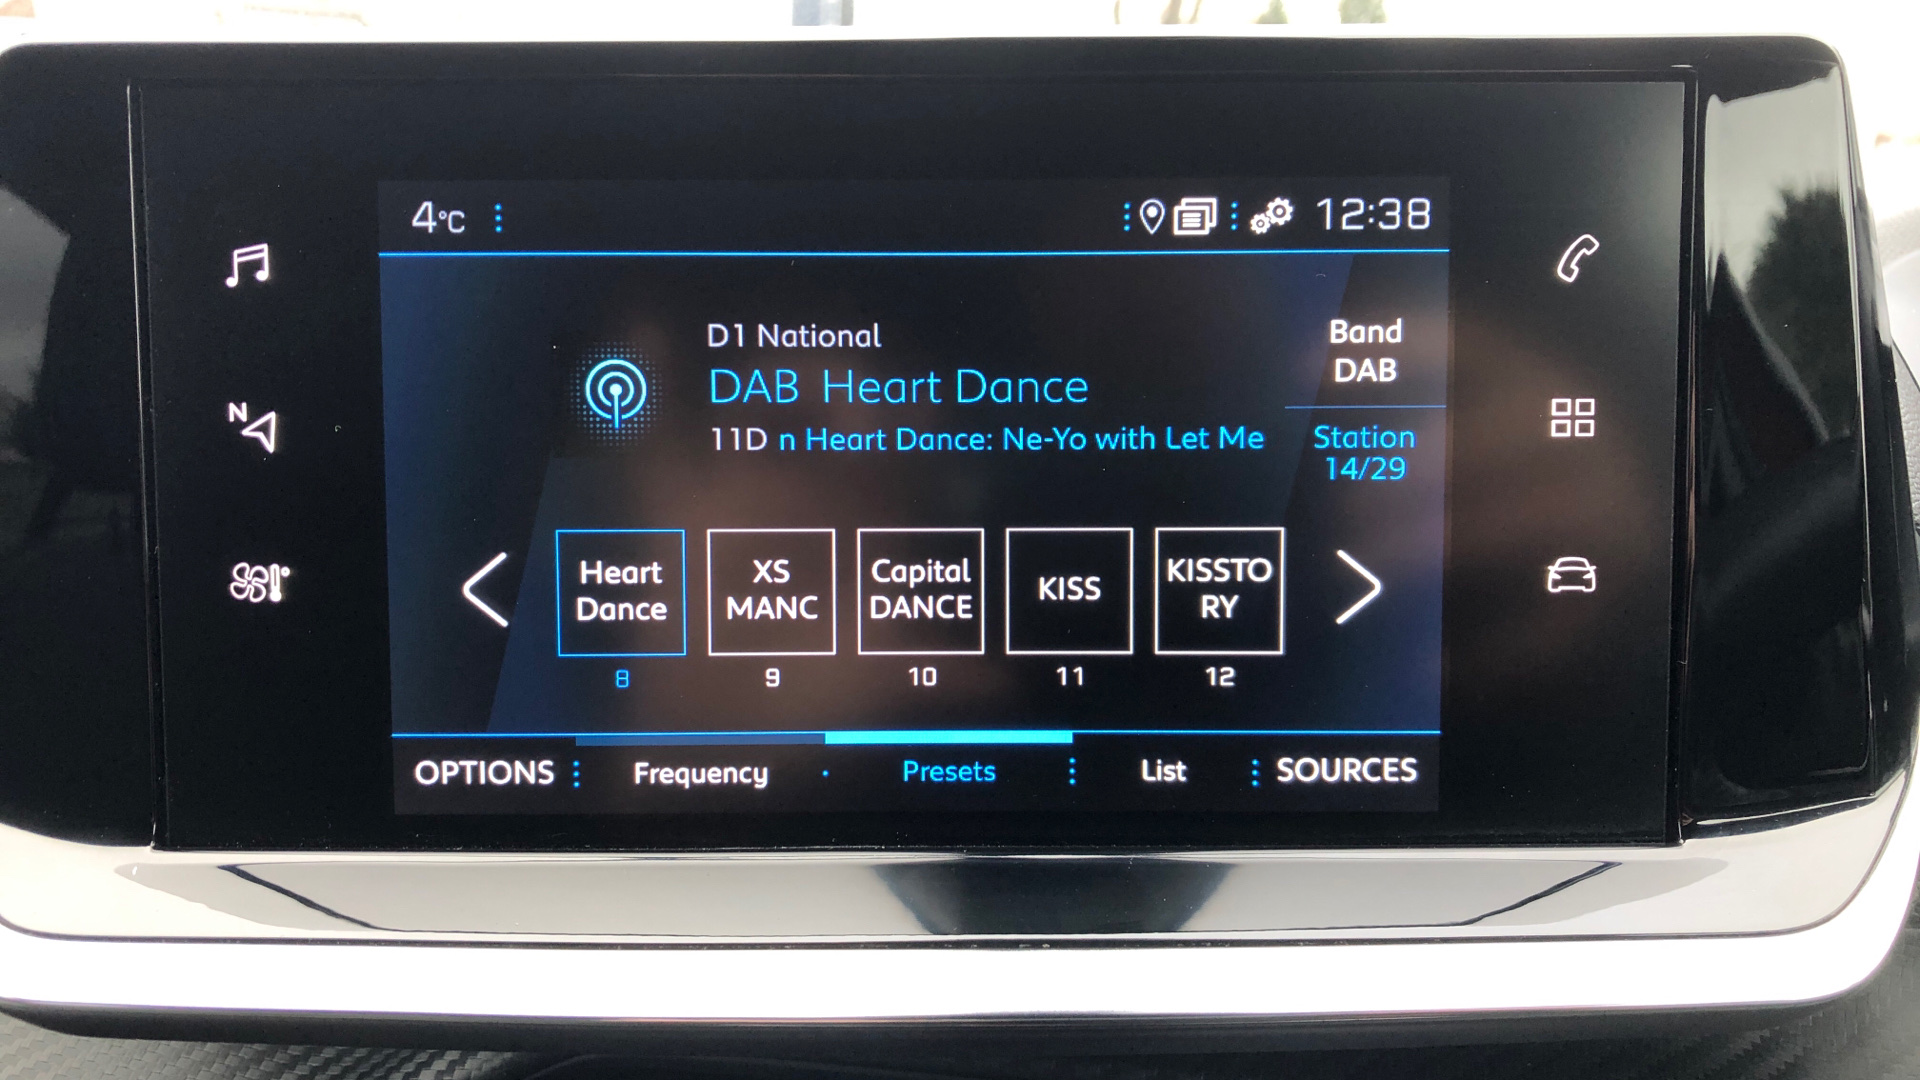 4°C
12:38
N
D1 National
DAB Heart Dance
11D n Heart Dance: Ne-Yo with Let Me
Band
DAB
Station
14/29
Heart
Dance
8
XS
MANC
9
Capital
DANCE
10
KISS
11
KISSTO
RY
12
OPTIONS
Frequency
Presets
List
SOURCES